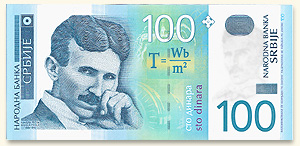 НАРОДНА БАНКА
СРБИЈЕ
100
T = Wb
m²
сто динара
sto dinara
NARODNA BANKA
SRBIJE
100